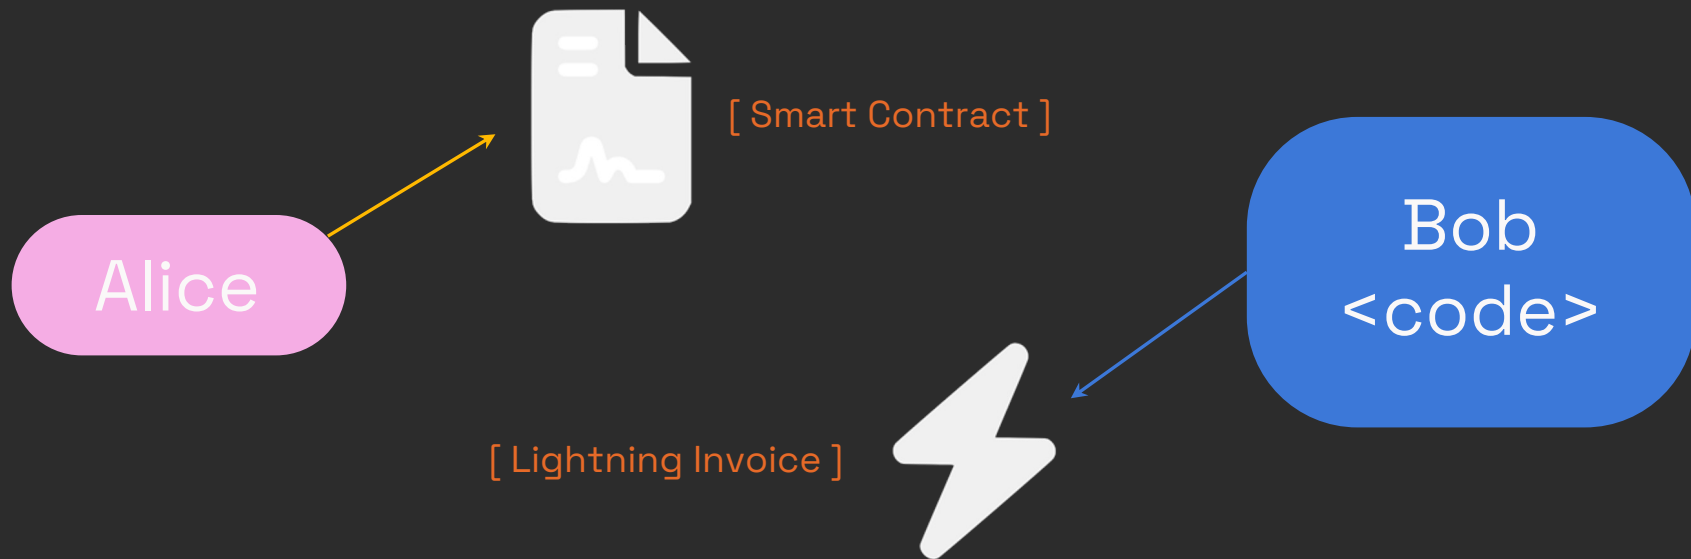 [ Smart Contract ]
Bob
<code>
Alice
[ Lightning Invoice ]